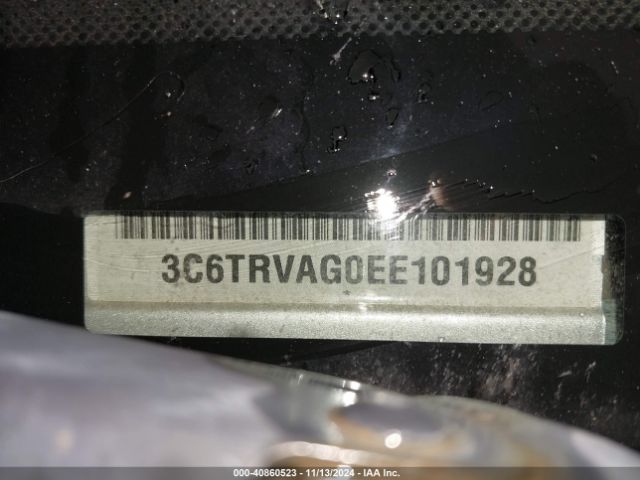 3C6TRVAG0EE101928
000-40860523 - 11/13/2024 - IAA Inc.